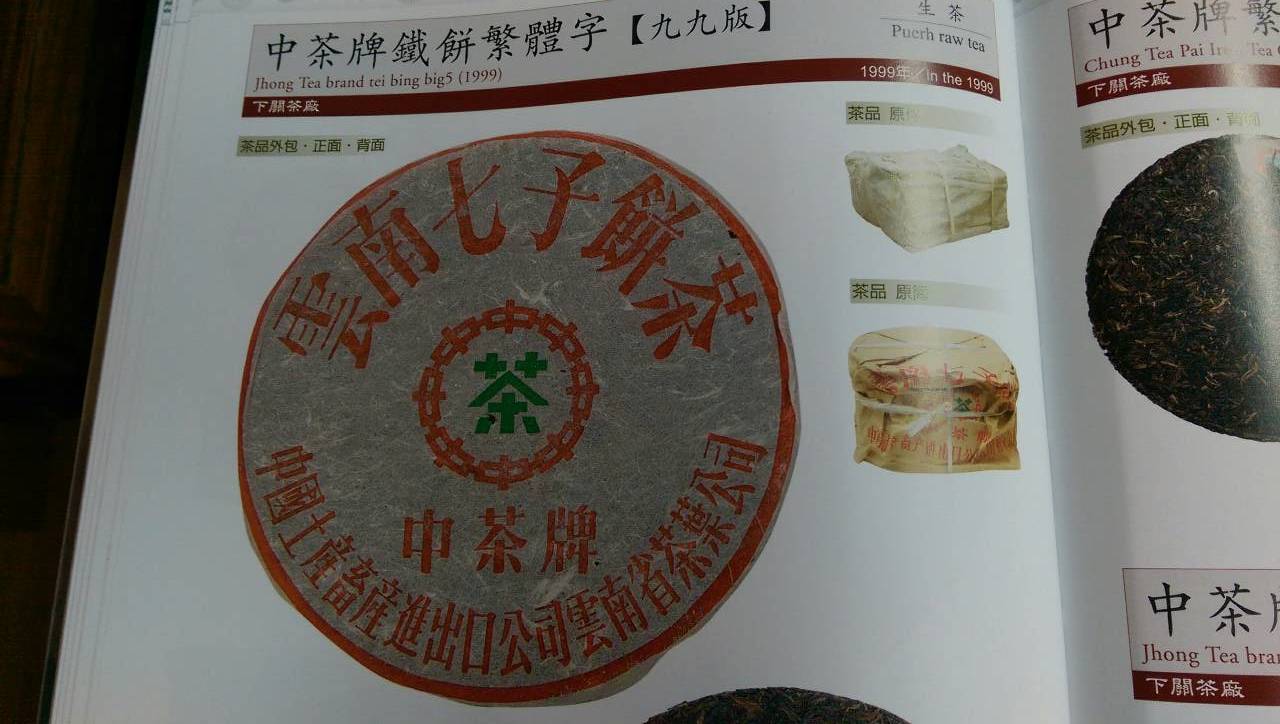 中茶牌鐵餅繁體字【九九版】
Jhong Tea brand tei bing big5 (1999)
下關茶廠
生茶
Puerh raw tea
1999年／in the 1999
茶品外包・正面・背面
雲南七子餅茶
茶
中茶牌
中國土產畜產進出口公司雲南省茶葉公司
茶品 原
茶品 原
中茶牌繁
Chung Tea Pai
下關茶廠
茶品外包・正面・背面
中茶
Jhong Tea
下關茶廠